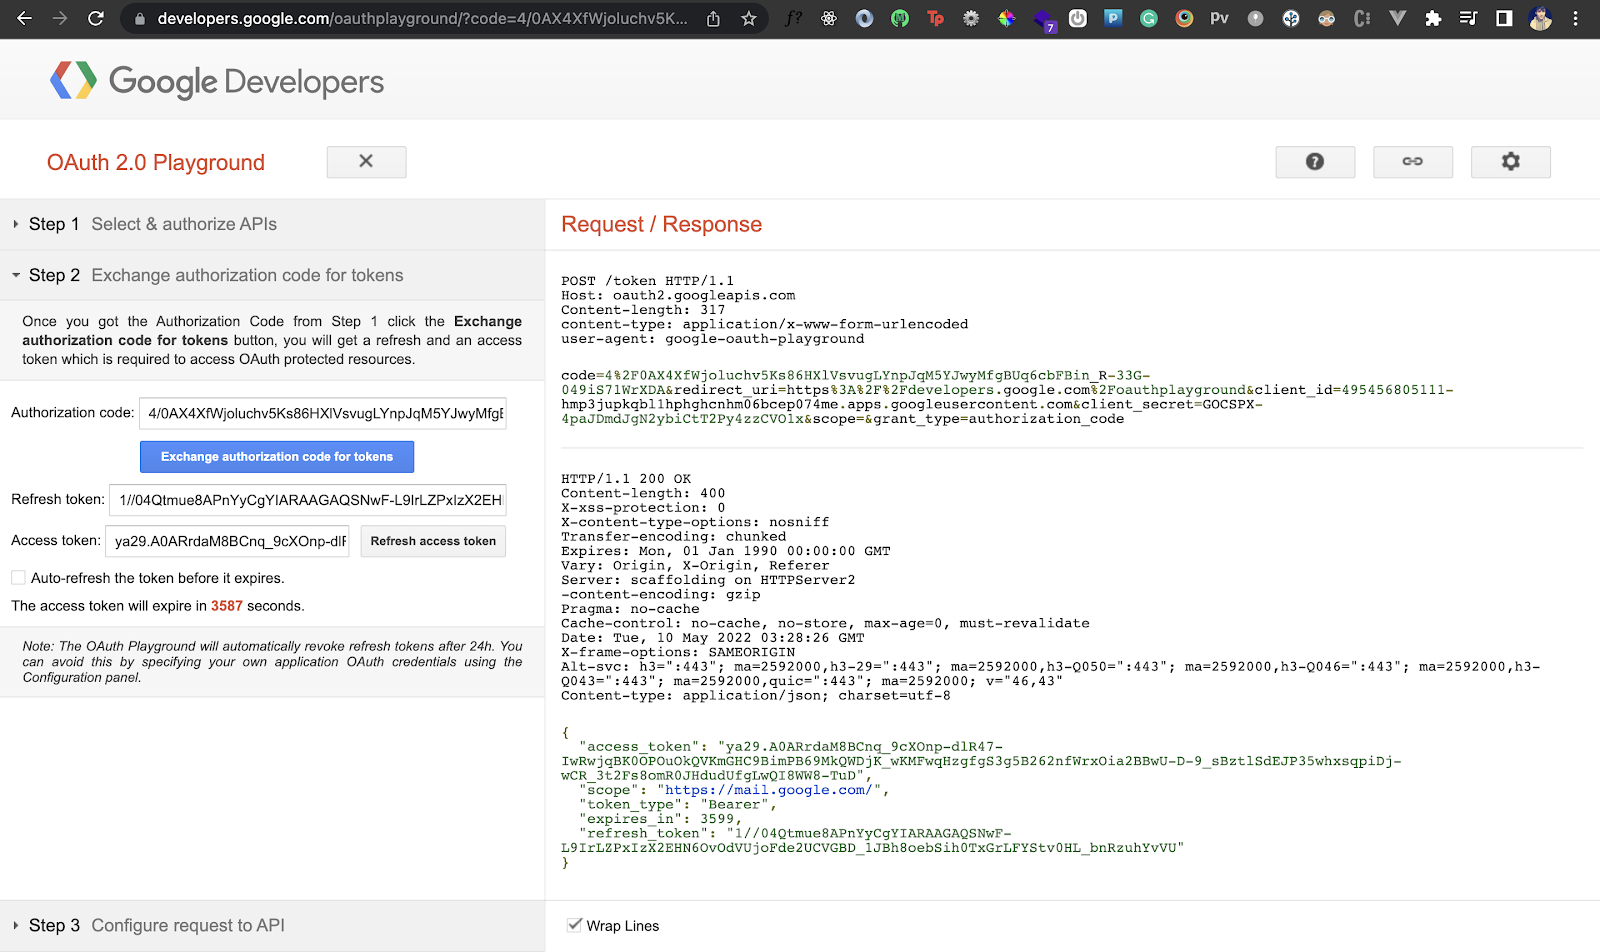 developers.google.com/oauthplayground/?code=4/0AX4XfWjoluchv5K...
7
Google Developers
OAuth 2.0 Playground
Step 1 Select & authorize APIs
Step 2 Exchange authorization code for tokens
Once you got the Authorization Code from Step 1 click the Exchange
authorization code for tokens button, you will get a refresh and an access
token which is required to access OAuth protected resources.
Authorization code: 4/0AX4XfWjoluchv5Ks86HXlVsvugLYnpJqM5YJwyMfgB
Exchange authorization code for tokens
Refresh token: 1//04Qtmue8APnYyCgYIARAAGAQSNwF-L9IrLZPxIzX2EH
Access token: ya29.A0ARrdaM8BCnq_9cXOnp-dlR
Refresh access token
Auto-refresh the token before it expires.
The access token will expire in 3587 seconds.
Note: The OAuth Playground will automatically revoke refresh tokens after 24h. You
can avoid this by specifying your own application OAuth credentials using the
Configuration panel.
Step 3 Configure request to API
Request / Response
POST /token HTTP/1.1
Host: oauth2.googleapis.com
Content-length: 317
content-type: application/x-www-form-urlencoded
user-agent: google-oauth-playground
code=4%2F0AX4XfWjoluchv5Ks86HXlVsvugLYnpJqM5YJwyMfgBUq6cbFBin_R-33G-
049iS71WrXDA&redirect_uri=https%3A%2F%2Fdevelopers.google.com%2Foauthplayground&client_id=495456805111-
hmp3jupkqbl1hphghcnhm06bcep074me.apps.googleusercontent.com&client_secret=GOCSPX-
4paJDmdJgN2ybiCtT2Py4zzCVO1x&scope=&grant_type=authorization_code
HTTP/1.1 200 OK
Content-length: 400
X-xss-protection: 0
X-content-type-options: nosniff
Transfer-encoding: chunked
Expires: Mon, 01 Jan 1990 00:00:00 GMT
Vary: Origin, X-Origin, Referer
Server: scaffolding on HTTPServer2
-content-encoding: gzip
Pragma: no-cache
Cache-control: no-cache, no-store, max-age=0, must-revalidate
Date: Tue, 10 May 2022 03:28:26 GMT
X-frame-options: SAMEORIGIN
Alt-svc: h3=":443"; ma=2592000,h3-29=":443"; ma=2592000,h3-Q050=":443"; ma=2592000,h3-Q046=":443"; ma=2592000,h3-
Q043=":443"; ma=2592000,quic=":443"; ma=2592000; v="46,43"
Content-type: application/json; charset=utf-8
{
"access_token": "ya29.A0ARrdaM8BCnq_9cXOnp-dlR47-
IwRwjqBK0OPOuOkQVKmGHC9BimPB69MkQWDjK_wKMFwqHzgfgS3g5B262nfWrxOia2BBwU-D-9_sBztlSdEJP35whxsqpiDj-
wCR_3t2Fs8omR0JHdudUfgLwQI8WW8-TuD",
"scope": "https://mail.google.com/",
"token_type": "Bearer",
"expires_in": 3599,
"refresh_token": "1//04Qtmue8APnYyCgYIARAAGAQSNwF-
L9IrLZPxIzX2EHN6OvOdVUjoFde2UCVGBD_1JBh8oebSih0TxGrLFYStv0HL_bnRzuhYvVU"
}
Wrap Lines